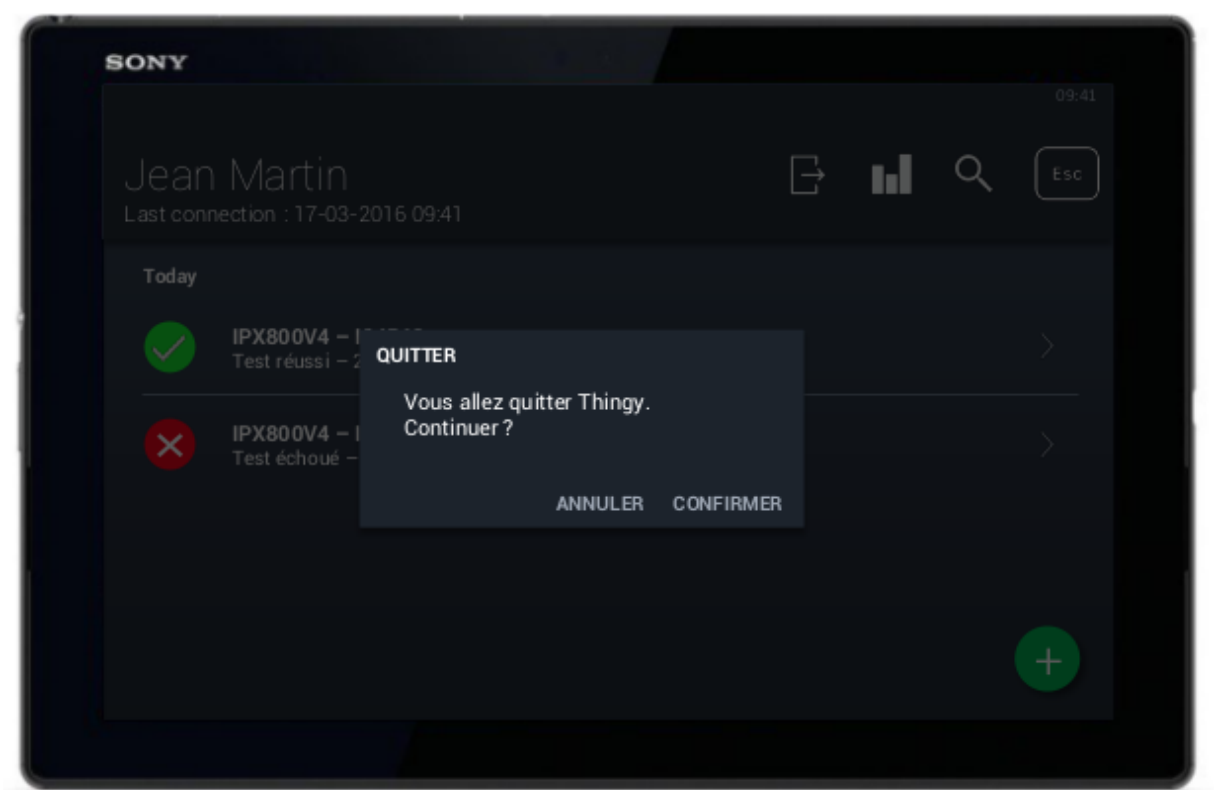 SONY
09:41
Jean Martin
Esc
Last connection : 17-03-2016 09:41
Today
IPX800V4 –
Test réussi –
QUITTER
Vous allez quitter Thingy.
Continuer ?
IPX800V4 –
Test échoué –
ANNULER CONFIRMER